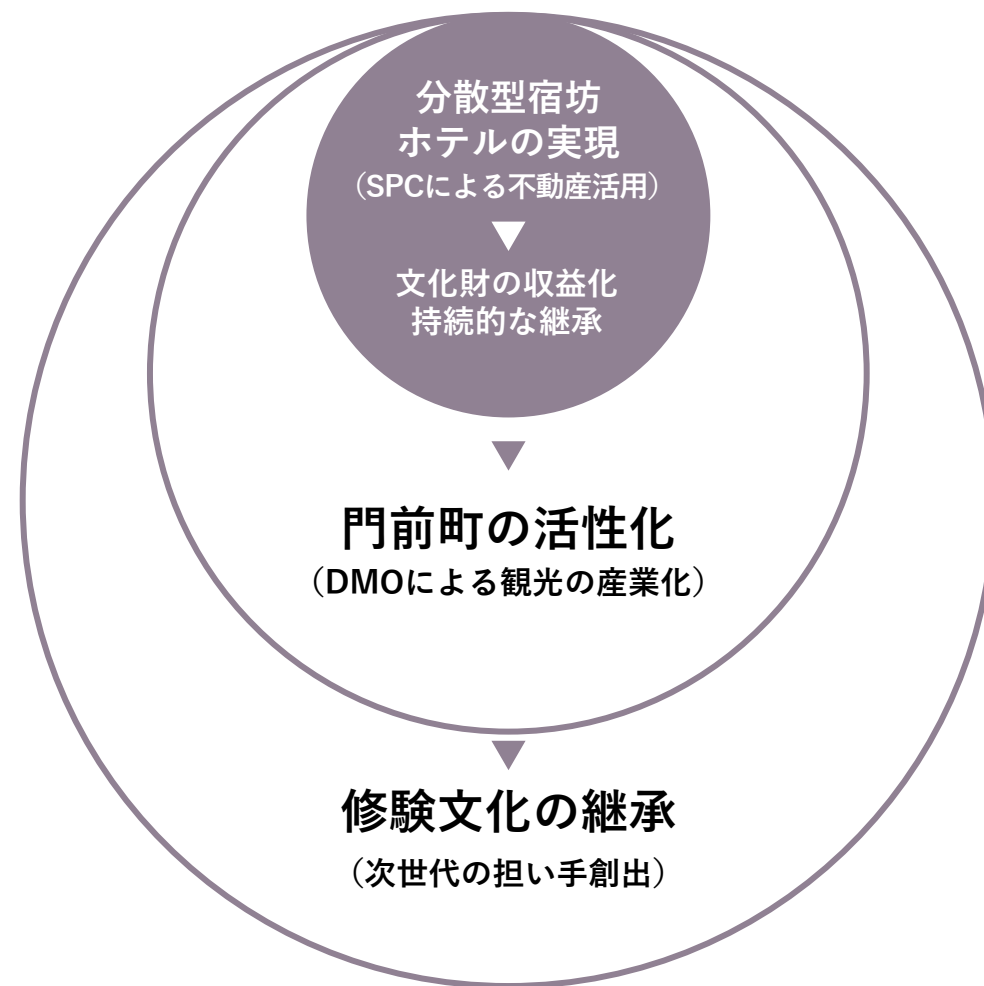 分散型宿坊
ホテルの実現
（SPCによる不動産活用）
文化財の収益化
持続的な継承
門前町の活性化
（DMOによる観光の産業化）
修験文化の継承
（次世代の担い手創出）